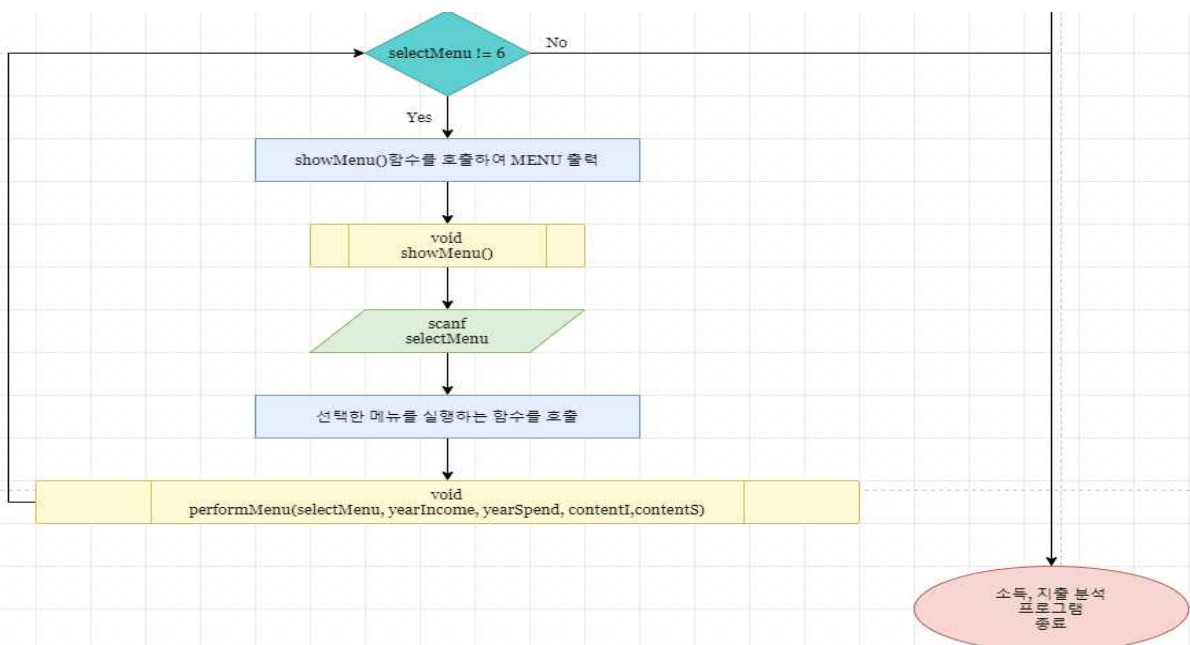 selectMenu != 6
No
Yes
showMenu()함수를 호출하여 MENU 출력
void
showMenu()
scanf
selectMenu
선택한 메뉴를 실행하는 함수를 호출
void
performMenu(selectMenu, yearIncome, yearSpend, contentI,contentS)
소득, 지출 분석
프로그램
종료